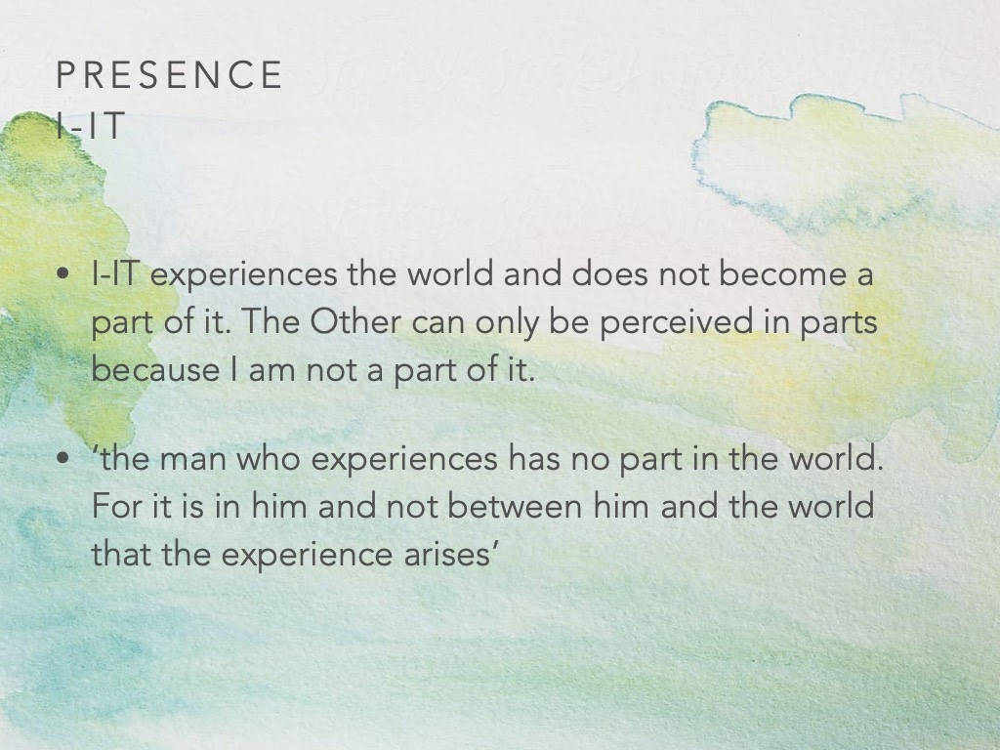 PRESENCE
I-IT
• I-IT experiences the world and does not become a
part of it. The Other can only be perceived in parts
because I am not a part of it.
• ‘the man who experiences has no part in the world.
For it is in him and not between him and the world
that the experience arises’